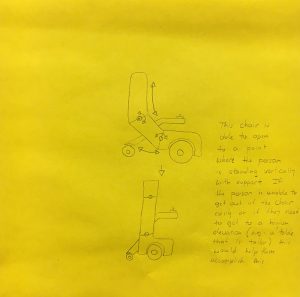 This chair is
able to open
to a point
where the person
is standing vertically
with support. If
the person is unable to
get out of the chair
easily or if they need
to get to a higher
elevation (such a table
that is taller) this
would help them
accomplish this